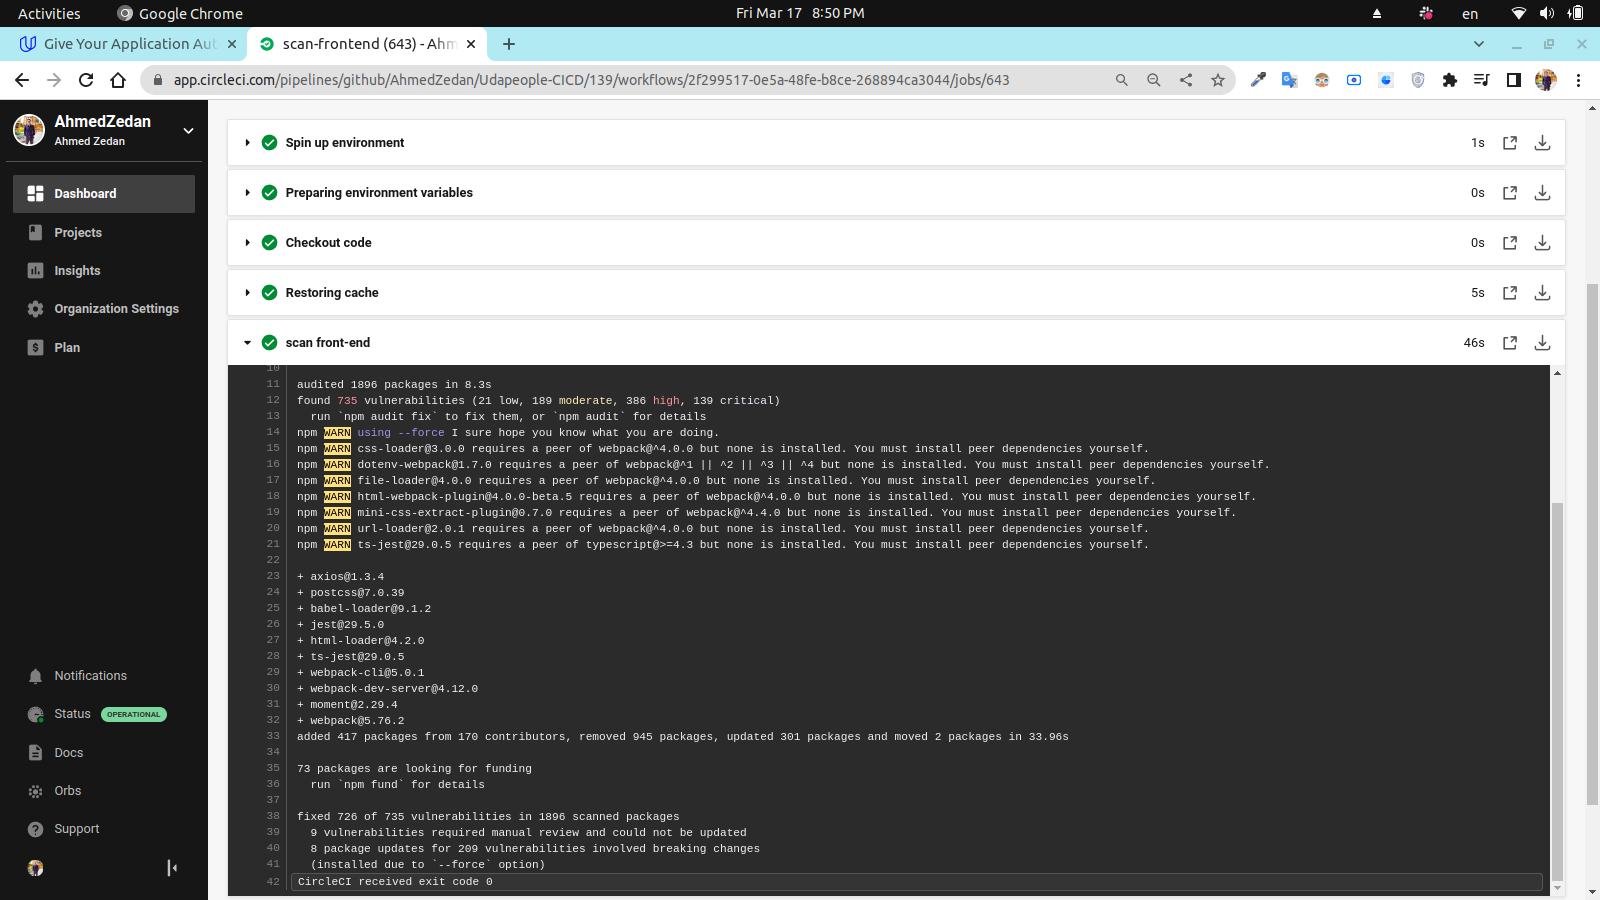 Activities
Google Chrome
Fri Mar 17 8:50 PM
en
Give Your Application Aut
scan-frontend (643) - Ahm
app.circleci.com/pipelines/github/AhmedZedan/Udapeople-CICD/139/workflows/2f299517-0e5a-48fe-b8ce-268894ca3044/jobs/643
AhmedZedan
Ahmed Zedan
Dashboard
Projects
Insights
Organization Settings
Plan
Notifications
Status OPERATIONAL
Docs
Orbs
Support
Spin up environment 1s
Preparing environment variables 0s
Checkout code 0s
Restoring cache 5s
scan front-end 46s
10
11 audited 1896 packages in 8.3s
12 found 735 vulnerabilities (21 low, 189 moderate, 386 high, 139 critical)
13 run `npm audit fix` to fix them, or `npm audit` for details
14 npm WARN using --force I sure hope you know what you are doing.
15 npm WARN css-loader@3.0.0 requires a peer of webpack@^4.0.0 but none is installed. You must install peer dependencies yourself.
16 npm WARN dotenv-webpack@1.7.0 requires a peer of webpack@^1 || ^2 || ^3 || ^4 but none is installed. You must install peer dependencies yourself.
17 npm WARN file-loader@4.0.0 requires a peer of webpack@^4.0.0 but none is installed. You must install peer dependencies yourself.
18 npm WARN html-webpack-plugin@4.0.0-beta.5 requires a peer of webpack@^4.0.0 but none is installed. You must install peer dependencies yourself.
19 npm WARN mini-css-extract-plugin@0.7.0 requires a peer of webpack@^4.4.0 but none is installed. You must install peer dependencies yourself.
20 npm WARN url-loader@2.0.1 requires a peer of webpack@^4.0.0 but none is installed. You must install peer dependencies yourself.
21 npm WARN ts-jest@29.0.5 requires a peer of typescript@>=4.3 but none is installed. You must install peer dependencies yourself.
22
23 + axios@1.3.4
24 + postcss@7.0.39
25 + babel-loader@9.1.2
26 + jest@29.5.0
27 + html-loader@4.2.0
28 + ts-jest@29.0.5
29 + webpack-cli@5.0.1
30 + webpack-dev-server@4.12.0
31 + moment@2.29.4
32 + webpack@5.76.2
33 added 417 packages from 170 contributors, removed 945 packages, updated 301 packages and moved 2 packages in 33.96s
34
35 73 packages are looking for funding
36 run `npm fund` for details
37
38 fixed 726 of 735 vulnerabilities in 1896 scanned packages
39 9 vulnerabilities required manual review and could not be updated
40 8 package updates for 209 vulnerabilities involved breaking changes
41 (installed due to `--force` option)
42 CircleCI received exit code 0